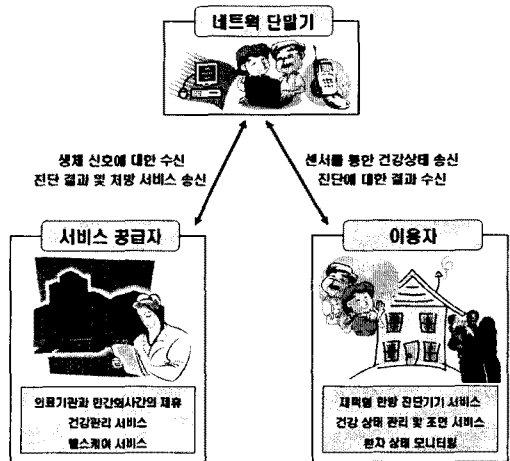 네트웍 단말기
생체 신호에 대한 수신
진단 결과 및 처방 서비스 송신
센서를 통한 건강상태 송신
진단에 대한 결과 수신
서비스 공급자
의료기관과 민간의사간의 제휴
건강관리 서비스
헬스케어 서비스
이용자
재택형 한방 진단기기 서비스
건강 상태 관리 및 조언 서비스
환자 상태 모니터링